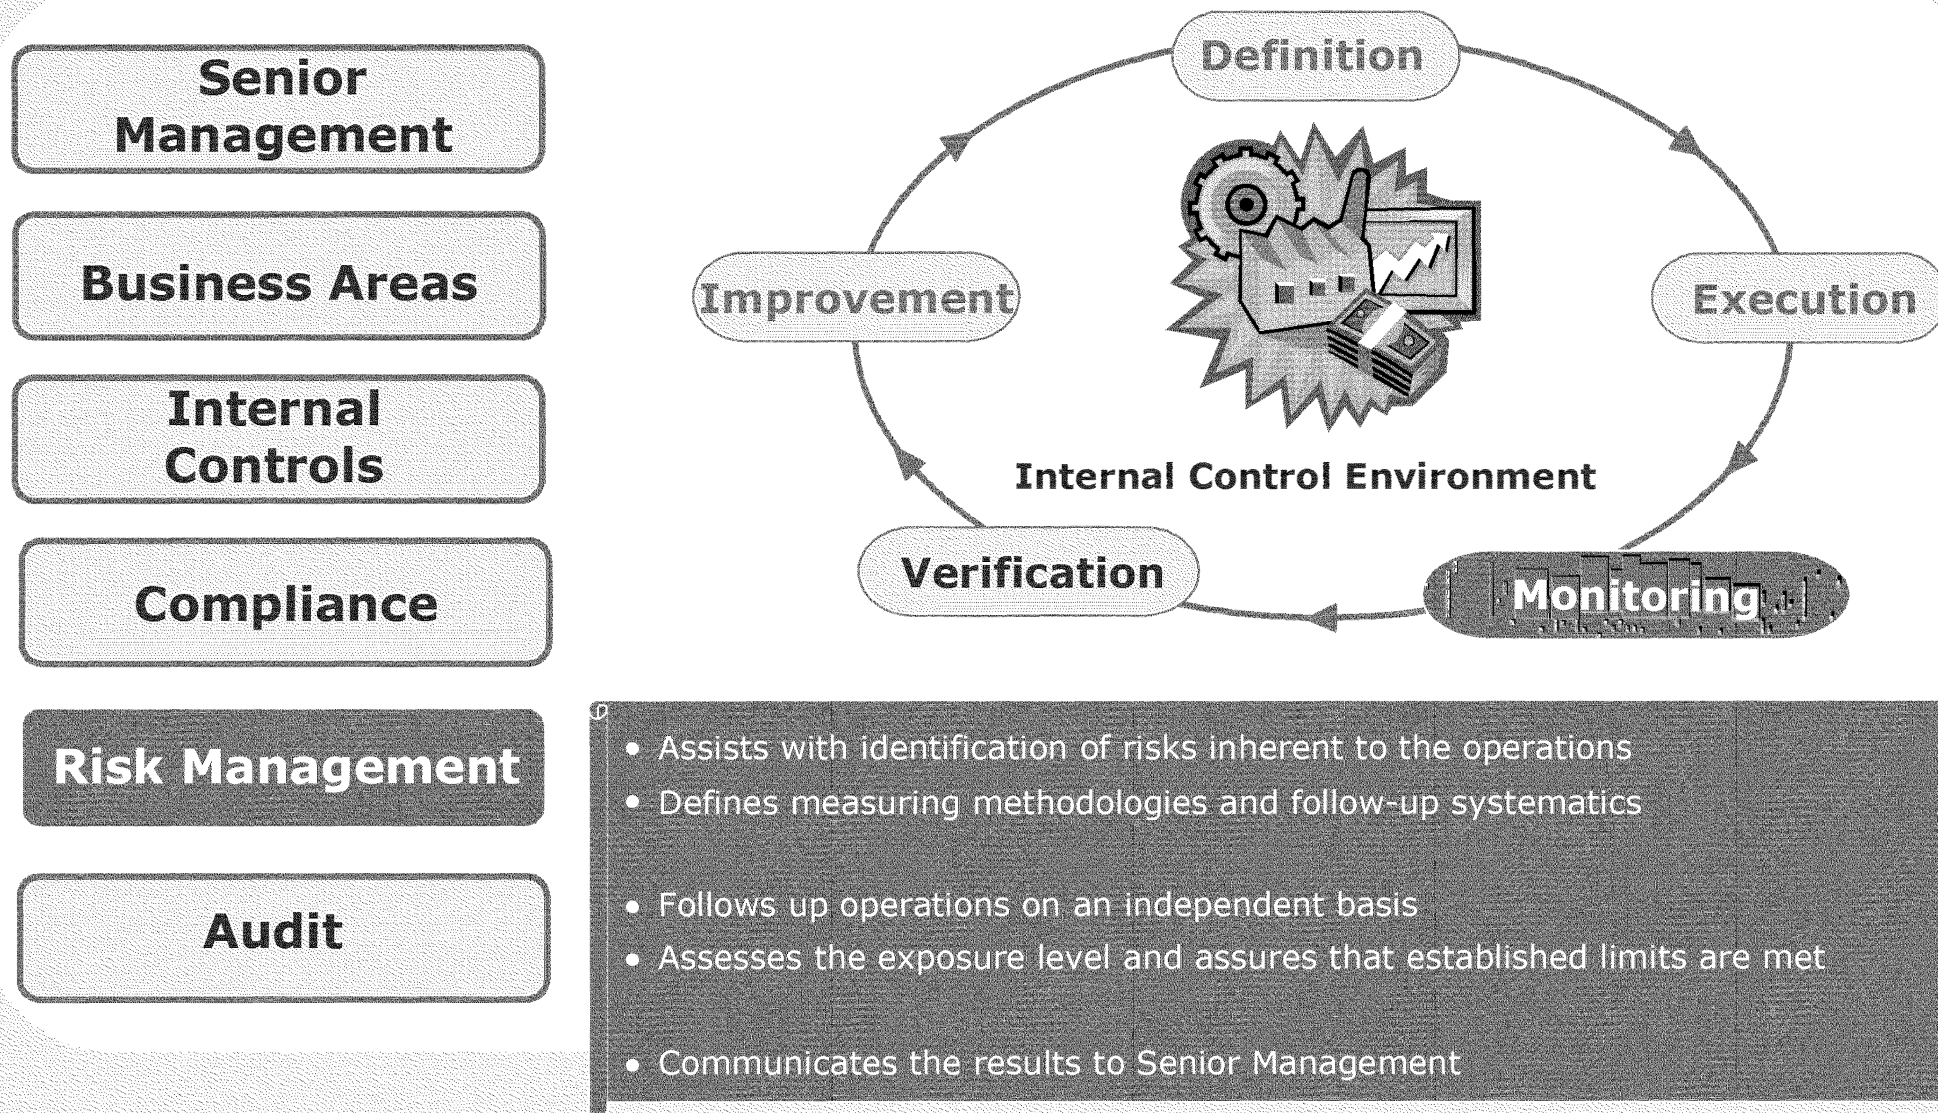 Senior
Management
Business Areas
Internal
Controls
Compliance
Risk Management
Audit
Definition
Improvement
Execution
Internal Control Environment
Verification
Monitoring
• Assists with identification of risks inherent to the operations
• Defines measuring methodologies and follow-up systematics
• Follows up operations on an independent basis
• Assesses the exposure level and assures that established limits are met
• Communicates the results to Senior Management